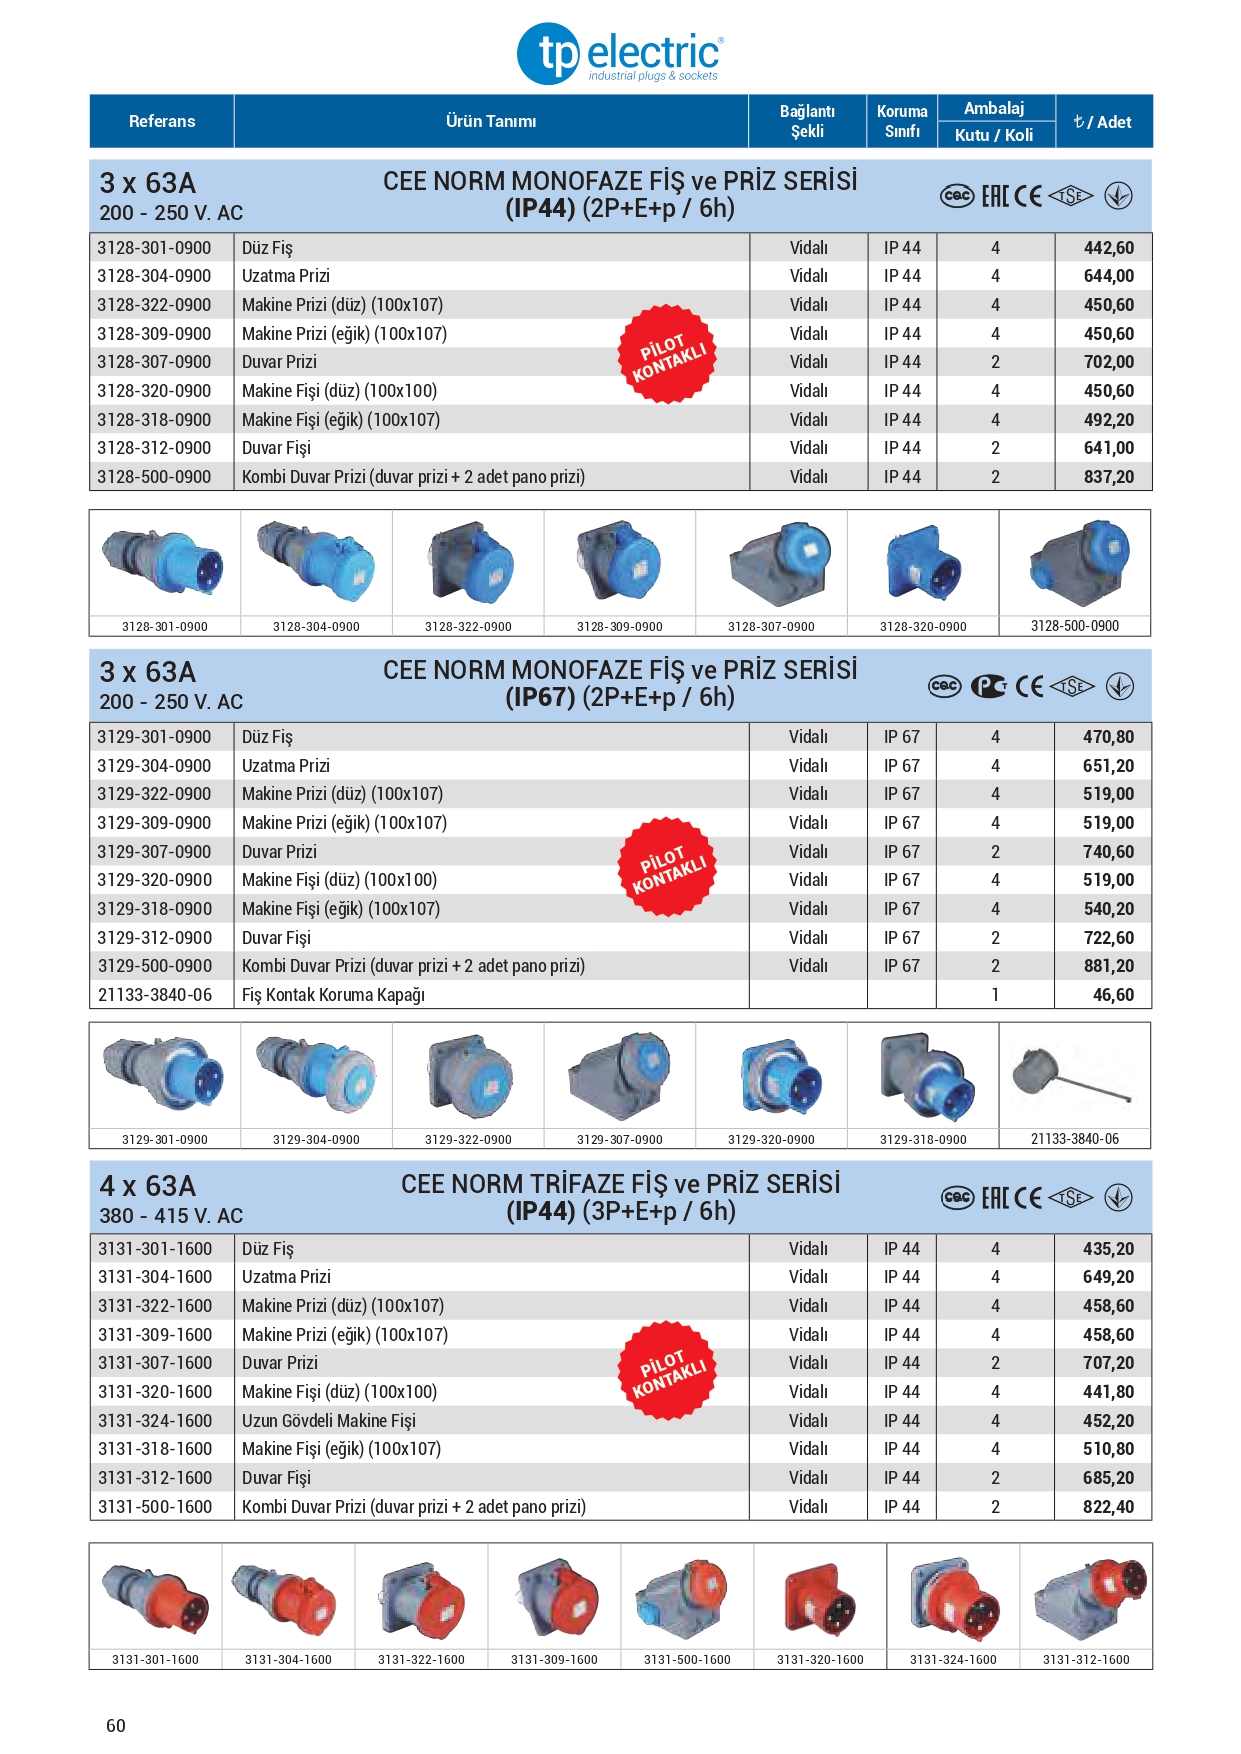 tp electric®
industrial plugs & sockets
Referans Ürün Tanımı Bağlantı Şekli Koruma Sınıfı Ambalaj Kutu / Koli ₺ / Adet
3 x 63A CEE NORM MONOFAZE FİŞ ve PRİZ SERİSİ
200 - 250 V. AC (IP44) (2P+E+p / 6h)
3128-301-0900 Düz Fiş Vidalı IP 44 4 442,60
3128-304-0900 Uzatma Prizi Vidalı IP 44 4 644,00
3128-322-0900 Makine Prizi (düz) (100x107) Vidalı IP 44 4 450,60
3128-309-0900 Makine Prizi (eğik) (100x107) Vidalı IP 44 4 450,60
3128-307-0900 Duvar Prizi Vidalı IP 44 2 702,00
3128-320-0900 Makine Fişi (düz) (100x100) Vidalı IP 44 4 450,60
3128-318-0900 Makine Fişi (eğik) (100x107) Vidalı IP 44 4 492,20
3128-312-0900 Duvar Fişi Vidalı IP 44 2 641,00
3128-500-0900 Kombi Duvar Prizi (duvar prizi + 2 adet pano prizi) Vidalı IP 44 2 837,20
PİLOT
KONTAKLI
3128-301-0900 3128-304-0900 3128-322-0900 3128-309-0900 3128-307-0900 3128-320-0900 3128-500-0900
3 x 63A CEE NORM MONOFAZE FİŞ ve PRİZ SERİSİ
200 - 250 V. AC (IP67) (2P+E+p / 6h)
3129-301-0900 Düz Fiş Vidalı IP 67 4 470,80
3129-304-0900 Uzatma Prizi Vidalı IP 67 4 651,20
3129-322-0900 Makine Prizi (düz) (100x107) Vidalı IP 67 4 519,00
3129-309-0900 Makine Prizi (eğik) (100x107) Vidalı IP 67 4 519,00
3129-307-0900 Duvar Prizi Vidalı IP 67 2 740,60
3129-320-0900 Makine Fişi (düz) (100x100) Vidalı IP 67 4 519,00
3129-318-0900 Makine Fişi (eğik) (100x107) Vidalı IP 67 4 540,20
3129-312-0900 Duvar Fişi Vidalı IP 67 2 722,60
3129-500-0900 Kombi Duvar Prizi (duvar prizi + 2 adet pano prizi) Vidalı IP 67 2 881,20
21133-3840-06 Fiş Kontak Koruma Kapağı 1 46,60
PİLOT
KONTAKLI
3129-301-0900 3129-304-0900 3129-322-0900 3129-307-0900 3129-320-0900 3129-318-0900 21133-3840-06
4 x 63A CEE NORM TRİFAZE FİŞ ve PRİZ SERİSİ
380 - 415 V. AC (IP44) (3P+E+p / 6h)
3131-301-1600 Düz Fiş Vidalı IP 44 4 435,20
3131-304-1600 Uzatma Prizi Vidalı IP 44 4 649,20
3131-322-1600 Makine Prizi (düz) (100x107) Vidalı IP 44 4 458,60
3131-309-1600 Makine Prizi (eğik) (100x107) Vidalı IP 44 4 458,60
3131-307-1600 Duvar Prizi Vidalı IP 44 2 707,20
3131-320-1600 Makine Fişi (düz) (100x100) Vidalı IP 44 4 441,80
3131-324-1600 Uzun Gövdeli Makine Fişi Vidalı IP 44 4 452,20
3131-318-1600 Makine Fişi (eğik) (100x107) Vidalı IP 44 4 510,80
3131-312-1600 Duvar Fişi Vidalı IP 44 2 685,20
3131-500-1600 Kombi Duvar Prizi (duvar prizi + 2 adet pano prizi) Vidalı IP 44 2 822,40
PİLOT
KONTAKLI
3131-301-1600 3131-304-1600 3131-322-1600 3131-309-1600 3131-500-1600 3131-320-1600 3131-324-1600 3131-312-1600
60